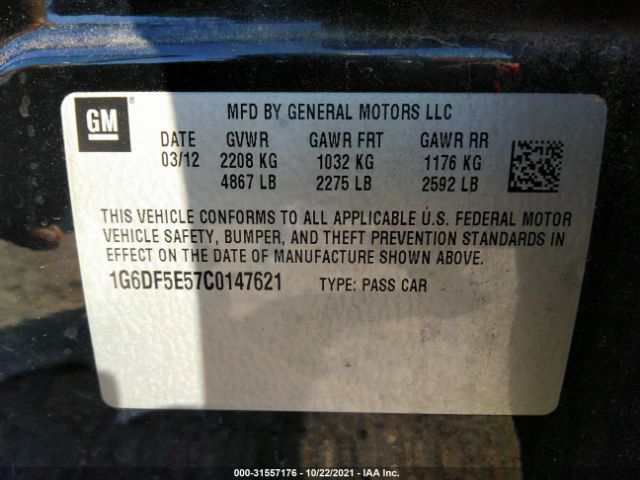 GM®
MFD BY GENERAL MOTORS LLC
DATE GVWR GAWR FRT GAWR RR
03/12 2208 KG 1032 KG 1176 KG
4867 LB 2275 LB 2592 LB
THIS VEHICLE CONFORMS TO ALL APPLICABLE U.S. FEDERAL MOTOR
VEHICLE SAFETY, BUMPER, AND THEFT PREVENTION STANDARDS IN
EFFECT ON THE DATE OF MANUFACTURE SHOWN ABOVE.
1G6DF5E57C0147621 TYPE: PASS CAR
000-31557176 - 10/22/2021 - IAA Inc.